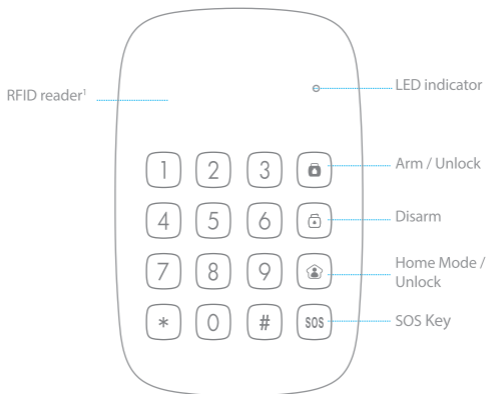 RFID reader¹
LED indicator
1 2 3
Arm / Unlock
4 5 6
Disarm
7 8 9
Home Mode /
Unlock
* 0 # SOS
SOS Key